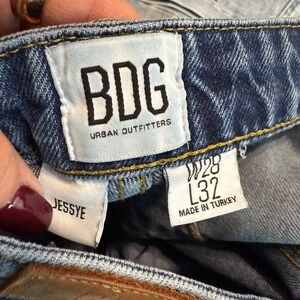 BDG
URBAN OUTFITTERS
JESSYE
W28
L32
MADE IN TURKEY